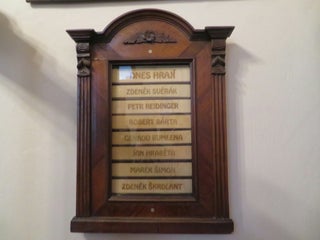 DNES HRAJÍ
ZDENĚK SVĚRÁK
PETR REIDINGER
ROBERT BÁRTA
GENADIJ RUMLENA
JAN HRABĚTA
MAREK ŠIMON
ZDENĚK ŠKRDLANT